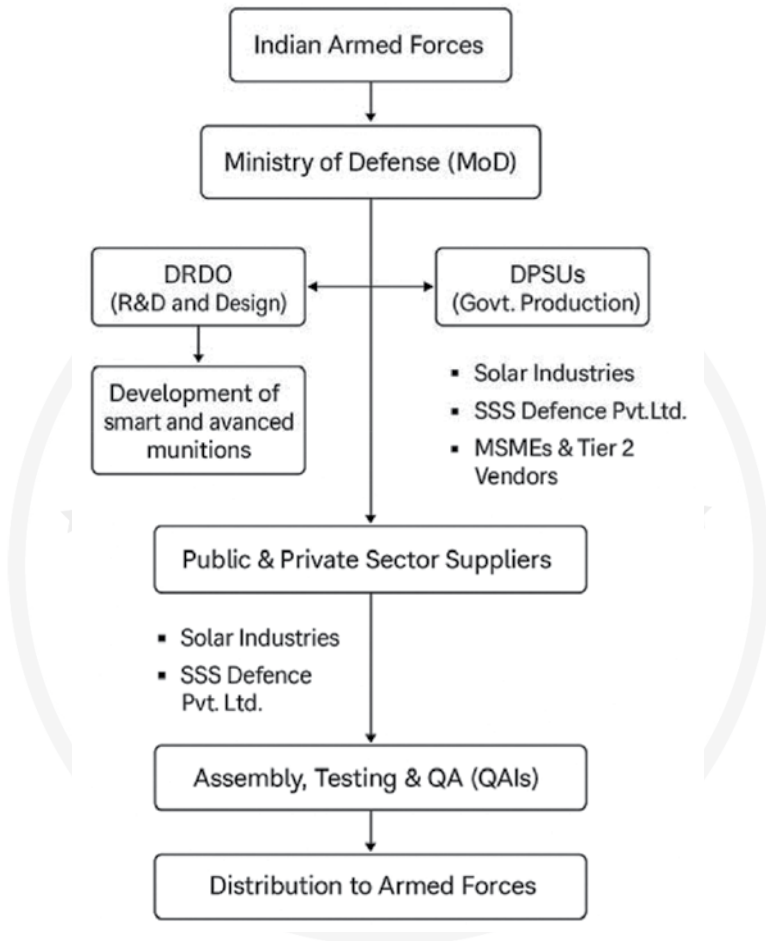 Indian Armed Forces
Ministry of Defense (MoD)
DRDO
(R&D and Design)
DPSUs
(Govt. Production)
Development of
smart and avanced
munitions
▪ Solar Industries
▪ SSS Defence Pvt.Ltd.
▪ MSMEs & Tier 2
Vendors
Public & Private Sector Suppliers
▪ Solar Industries
▪ SSS Defence
Pvt. Ltd.
Assembly, Testing & QA (QAIs)
Distribution to Armed Forces